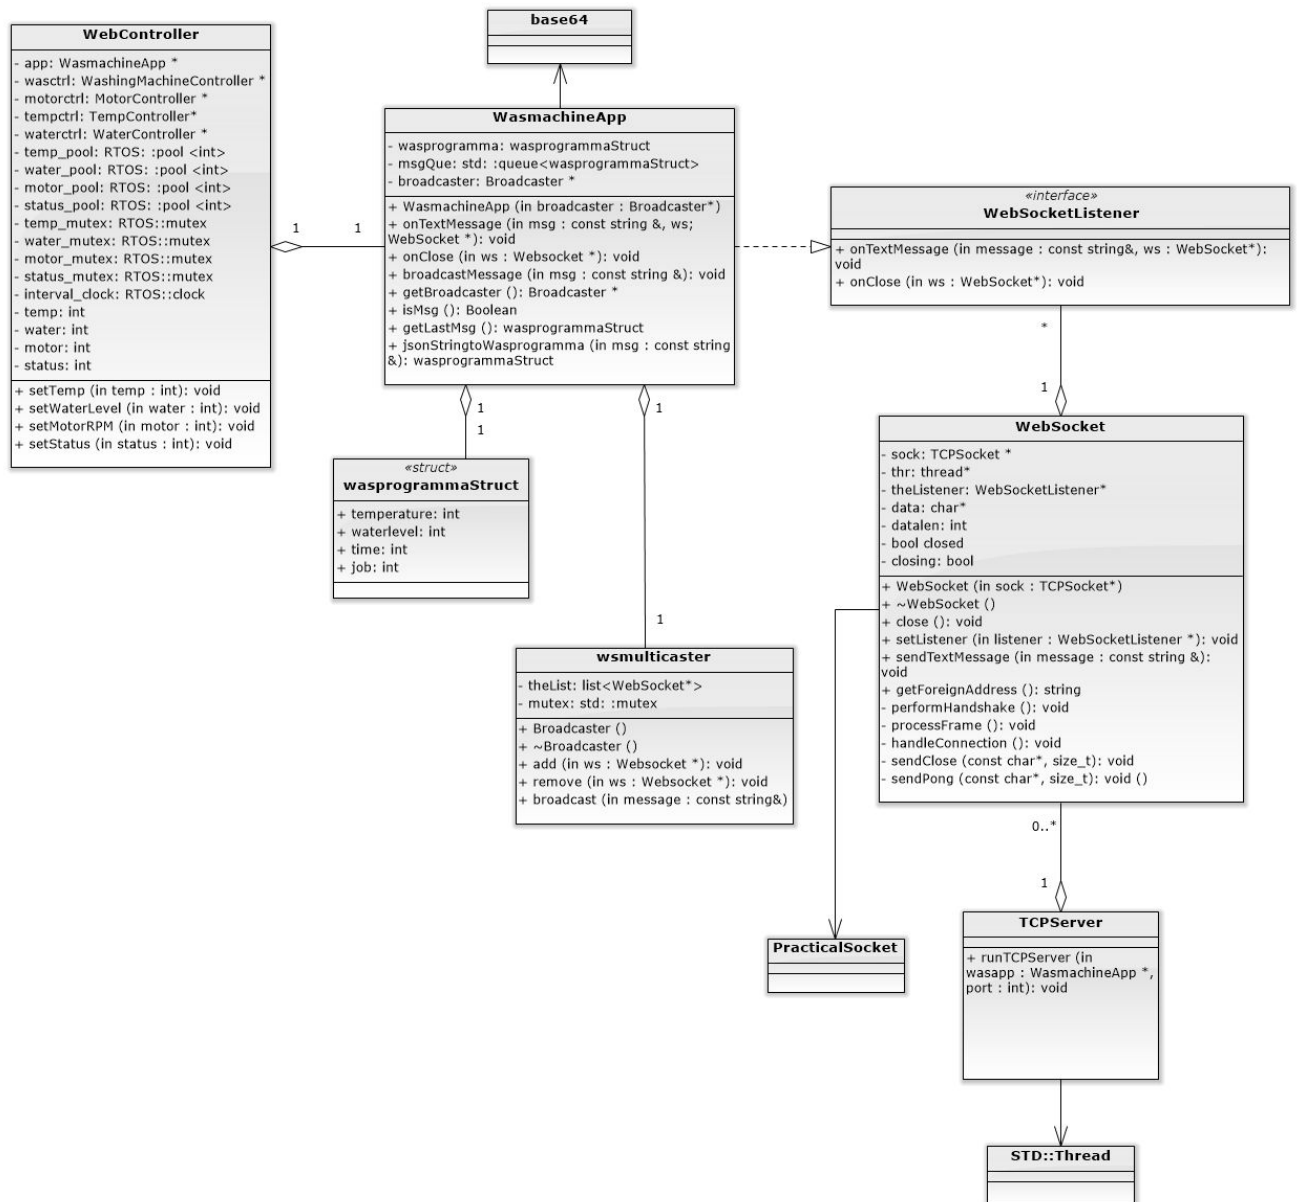 WebController
- app: WasmachineApp *
- wasctrl: WashingMachineController *
- motorctrl: MotorController *
- tempctrl: TempController*
- waterctrl: WaterController *
- temp_pool: RTOS: :pool <int>
- water_pool: RTOS: :pool <int>
- motor_pool: RTOS: :pool <int>
- status_pool: RTOS: :pool <int>
- temp_mutex: RTOS::mutex
- water_mutex: RTOS::mutex
- motor_mutex: RTOS::mutex
- status_mutex: RTOS::mutex
- interval_clock: RTOS::clock
- temp: int
- water: int
- motor: int
- status: int
+ setTemp (in temp : int): void
+ setWaterLevel (in water : int): void
+ setMotorRPM (in motor : int): void
+ setStatus (in status : int): void
1
1
base64
WasmachineApp
- wasprogramma: wasprogrammaStruct
- msgQue: std: :queue<wasprogrammaStruct>
- broadcaster: Broadcaster *
+ WasmachineApp (in broadcaster : Broadcaster*)
+ onTextMessage (in msg : const string &, ws;
WebSocket *): void
+ onClose (in ws : Websocket *): void
+ broadcastMessage (in msg : const string &): void
+ getBroadcaster (): Broadcaster *
+ isMsg (): Boolean
+ getLastMsg (): wasprogrammaStruct
+ jsonStringtoWasprogramma (in msg : const string
&): wasprogrammaStruct
1
1
1
1
«struct»
wasprogrammaStruct
+ temperature: int
+ waterlevel: int
+ time: int
+ job: int
wsmulticaster
- theList: list<WebSocket*>
- mutex: std: :mutex
+ Broadcaster ()
+ ~Broadcaster ()
+ add (in ws : Websocket *): void
+ remove (in ws : Websocket *): void
+ broadcast (in message : const string&)
«interface»
WebSocketListener
+ onTextMessage (in message : const string&, ws : WebSocket*):
void
+ onClose (in ws : WebSocket*): void
*
1
WebSocket
- sock: TCPSocket *
- thr: thread*
- theListener: WebSocketListener*
- data: char*
- datalen: int
- bool closed
- closing: bool
+ WebSocket (in sock : TCPSocket*)
+ ~WebSocket ()
+ close (): void
+ setListener (in listener : WebSocketListener *): void
+ sendTextMessage (in message : const string &):
void
+ getForeignAddress (): string
- performHandshake (): void
- processFrame (): void
- handleConnection (): void
- sendClose (const char*, size_t): void
- sendPong (const char*, size_t): void ()
0..*
1
PracticalSocket
TCPServer
+ runTCPServer (in
wasapp : WasmachineApp *,
port : int): void
STD::Thread